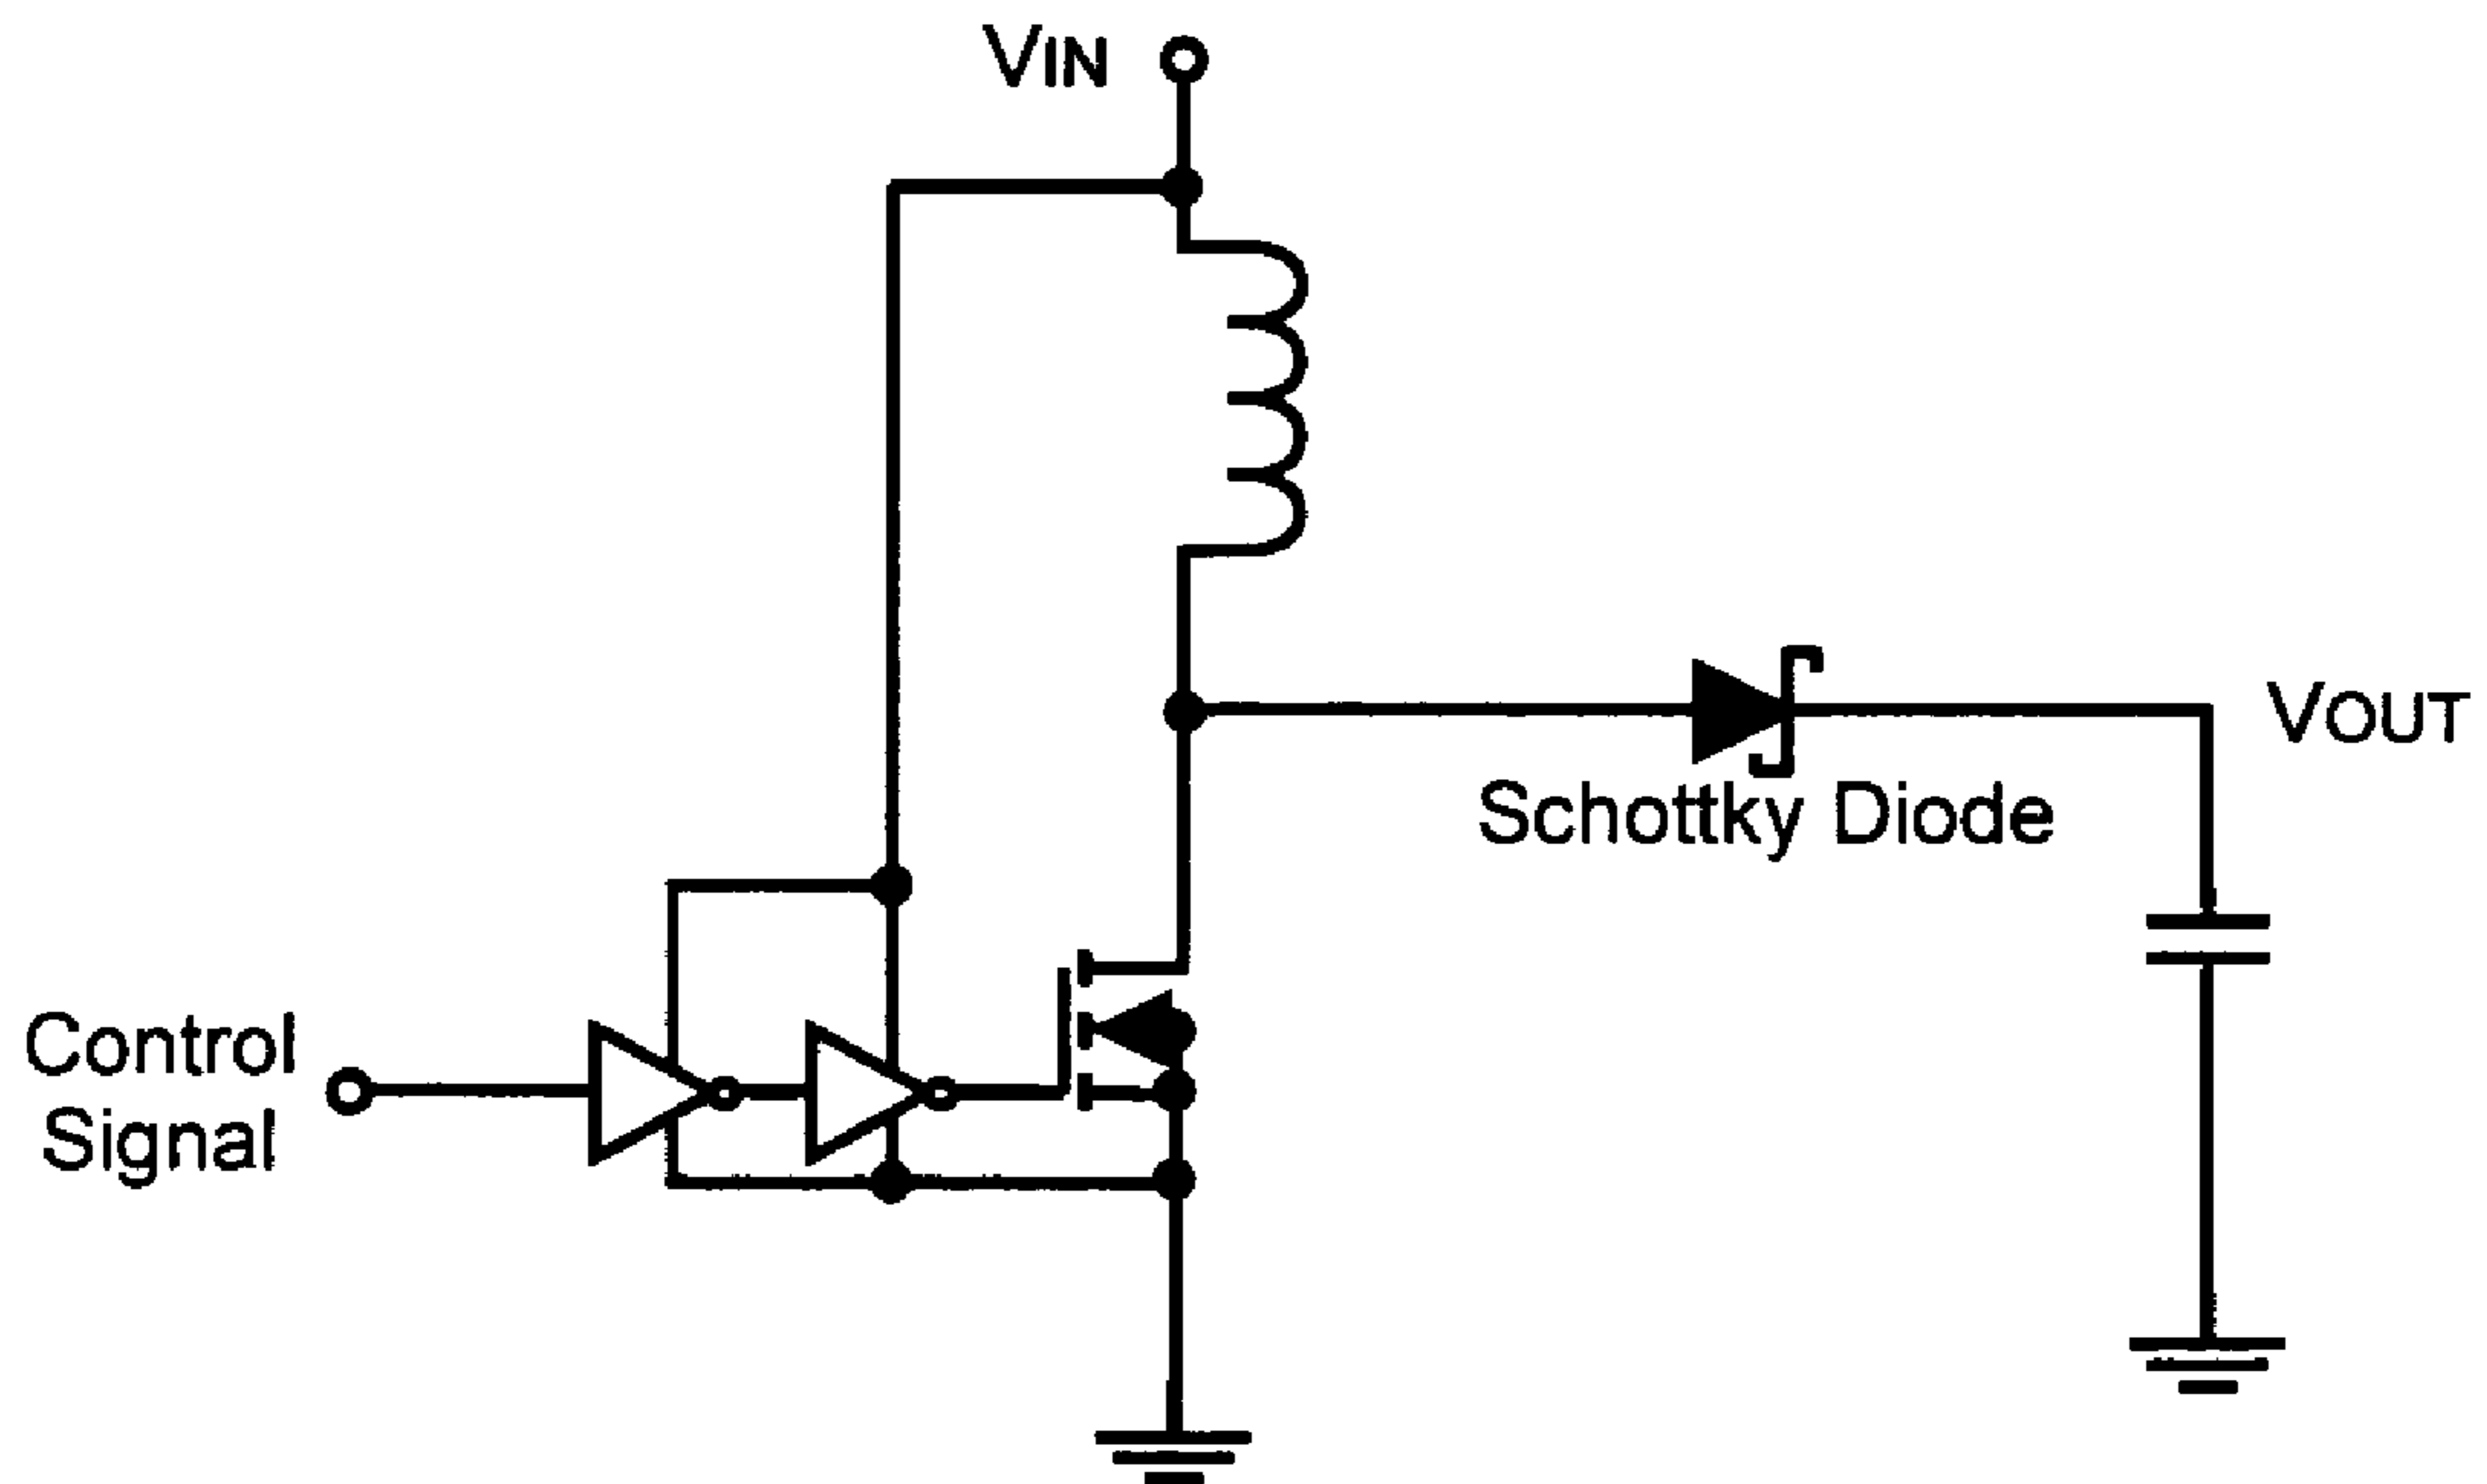 VIN
VOUT
Schottky Diode
Control
Signal